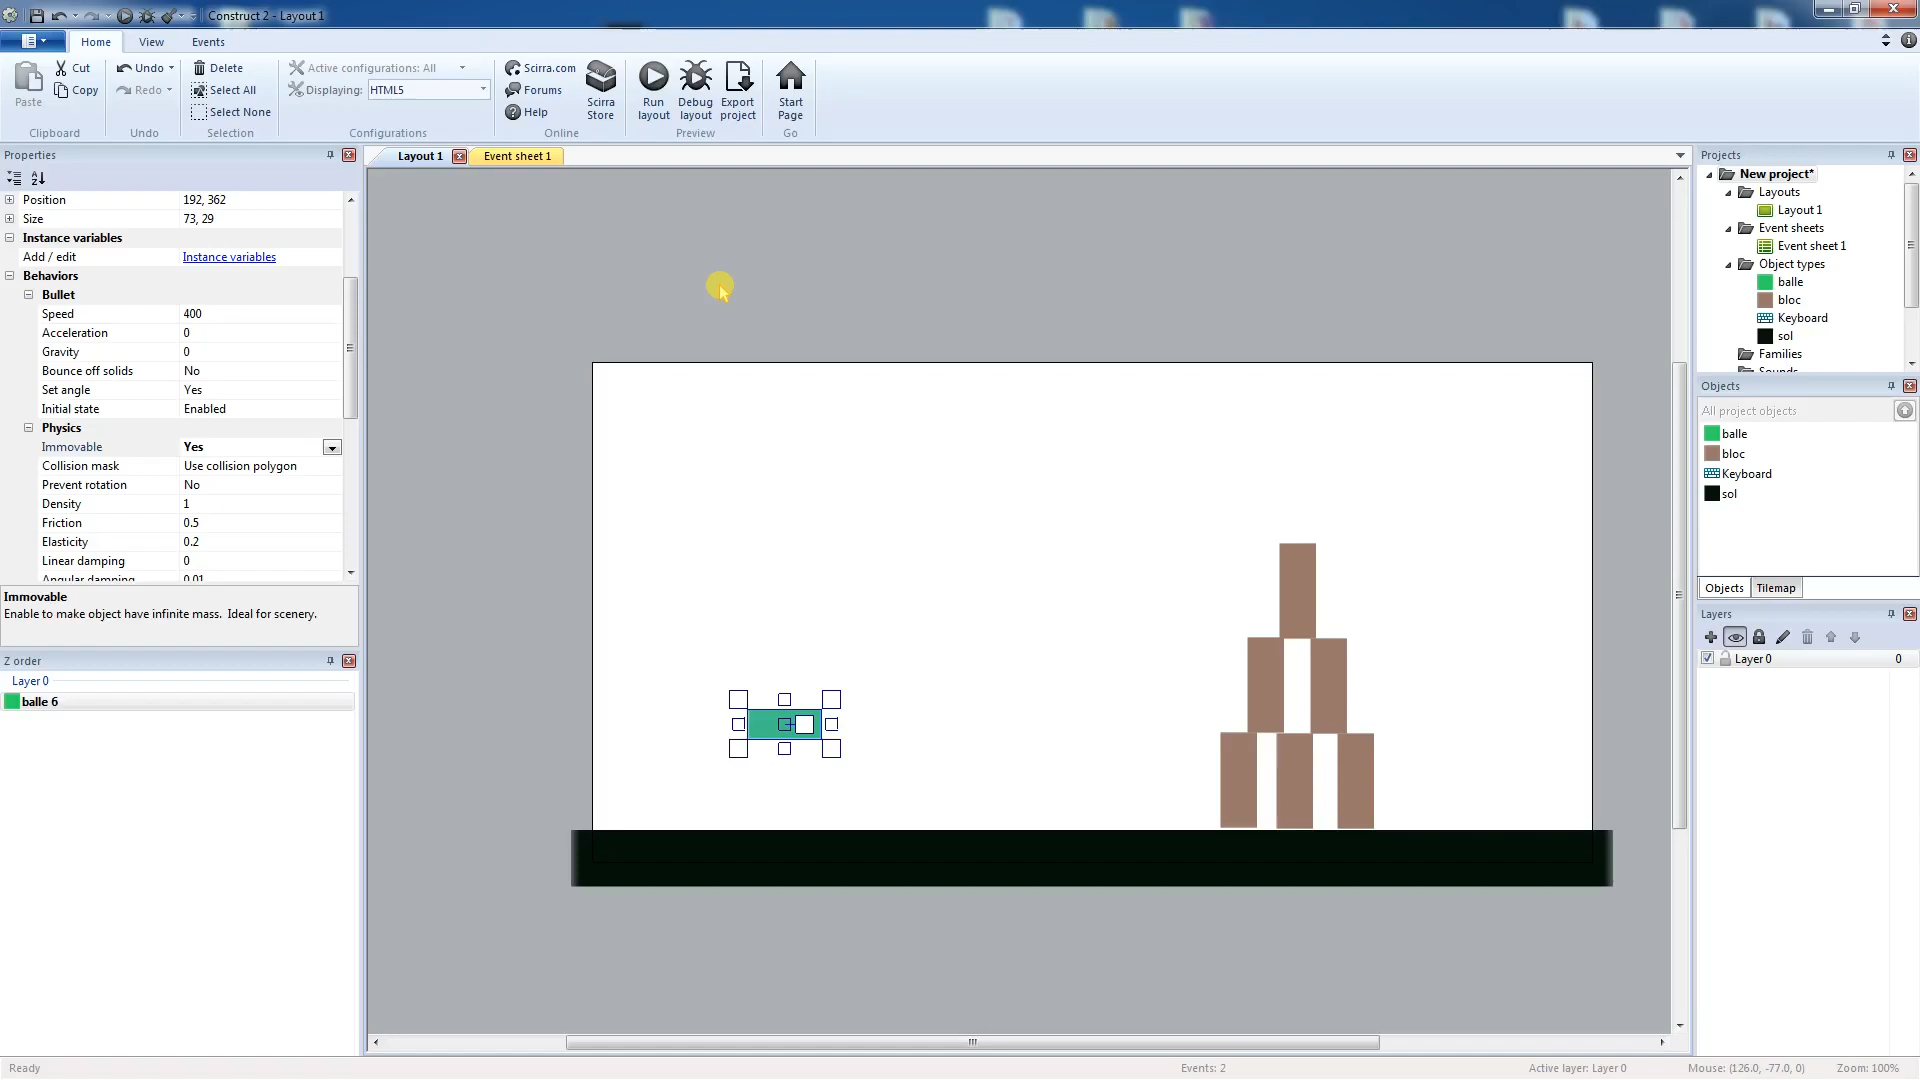 Construct 2 - Layout 1
Home
View
Events
Paste
Cut
Copy
Clipboard
Undo
Redo
Undo
Delete
Select All
Select None
Selection
Active configurations: All
Displaying: HTML5
Configurations
Scirra.com
Forums
Help
Scirra Store
Online
Run layout
Debug layout
Export project
Preview
Start Page
Go
Properties
Position 192, 362
Size 73, 29
Instance variables
Add / edit Instance variables
Behaviors
Bullet
Speed 400
Acceleration 0
Gravity 0
Bounce off solids No
Set angle Yes
Initial state Enabled
Physics
Immovable Yes
Collision mask Use collision polygon
Prevent rotation No
Density 1
Friction 0.5
Elasticity 0.2
Linear damping 0
Angular damping 0.01
Immovable
Enable to make object have infinite mass. Ideal for scenery.
Z order
Layer 0
balle 6
Layout 1
Event sheet 1
Projects
New project*
Layouts
Layout 1
Event sheets
Event sheet 1
Object types
balle
bloc
Keyboard
sol
Families
Sounds
Objects
All project objects
balle
bloc
Keyboard
sol
Objects
Tilemap
Layers
Layer 0 0
Ready
Events: 2
Active layer: Layer 0
Mouse: (126.0, -77.0, 0)
Zoom: 100%